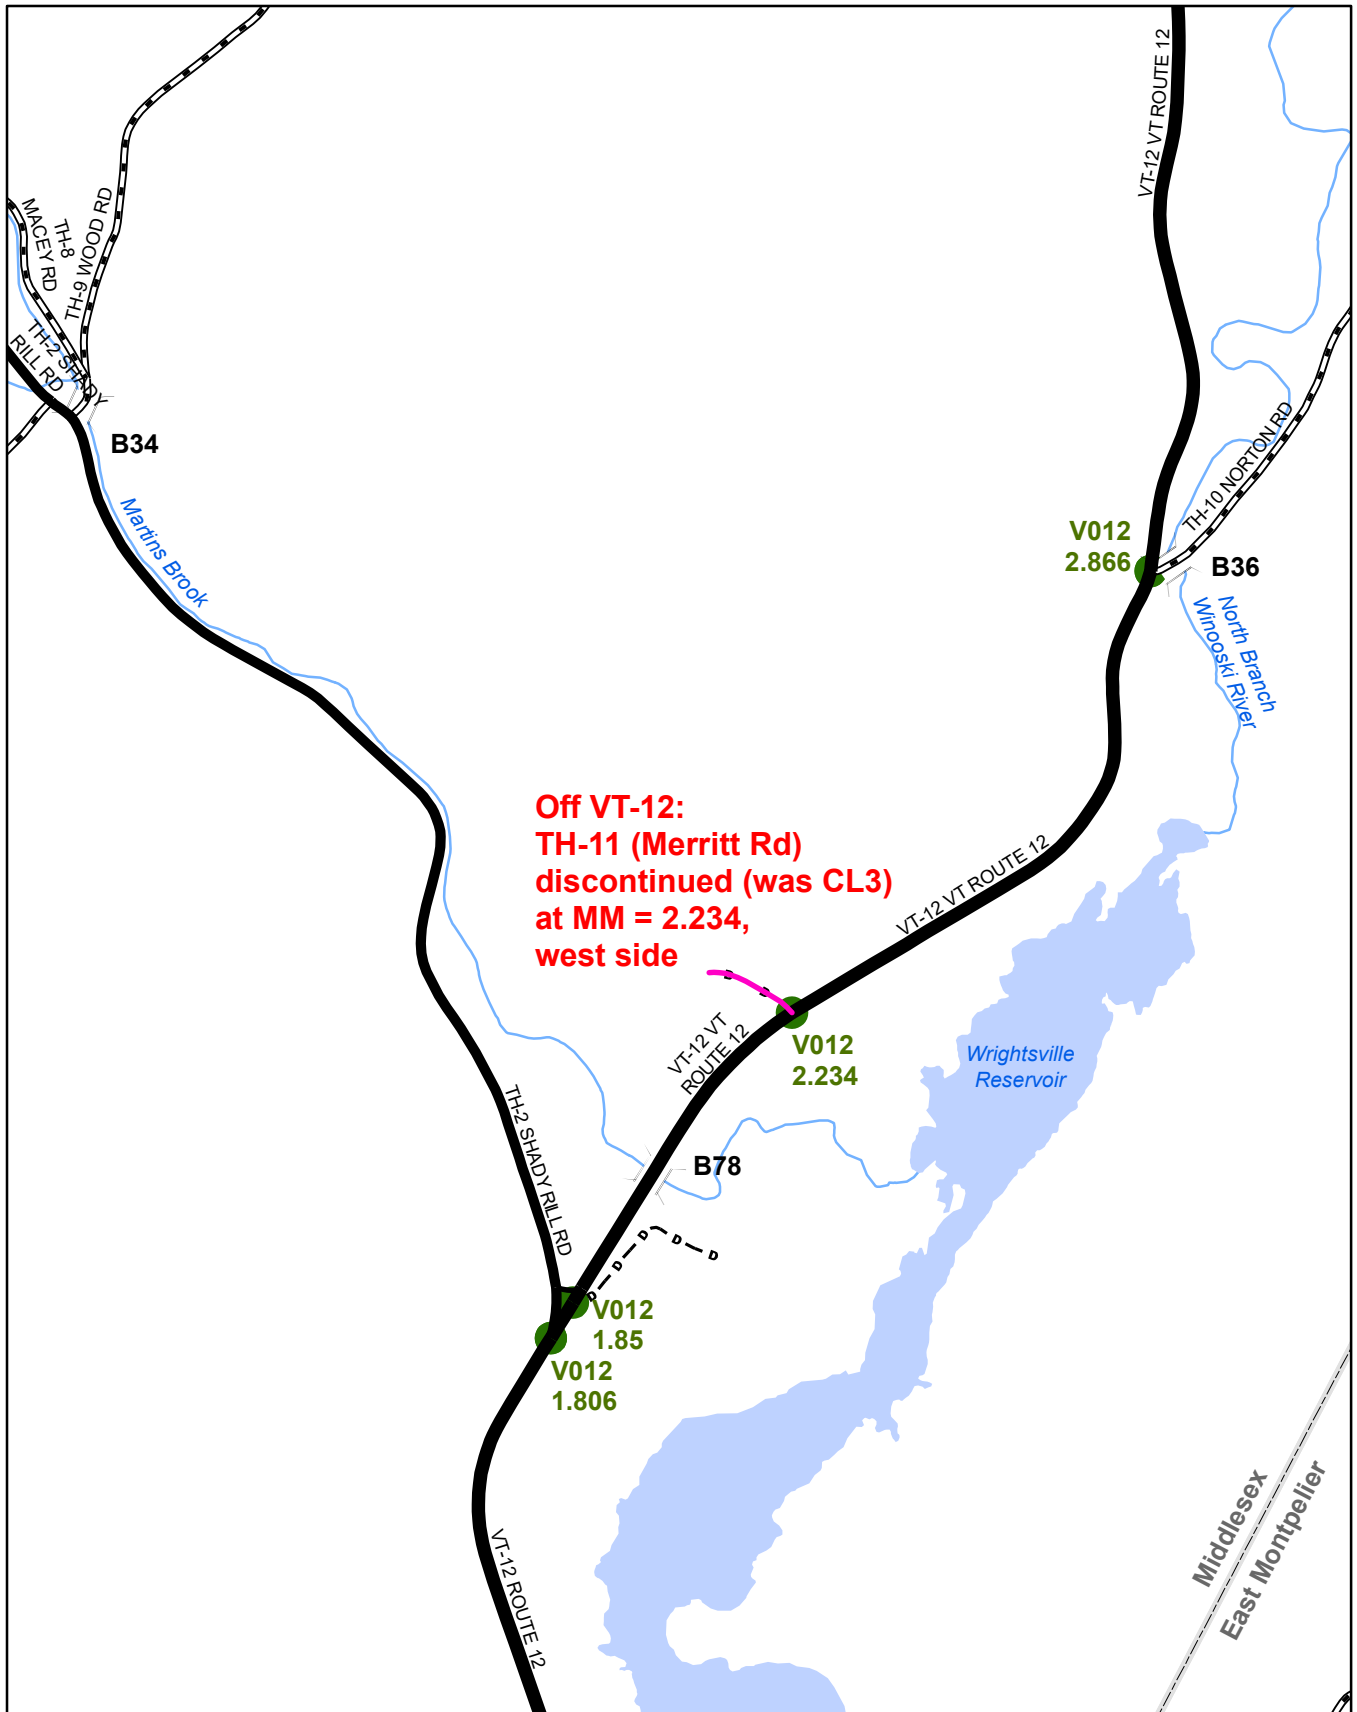 VT-12 VT ROUTE 12
TH-8
MACEY RD
TH-9 WOOD RD
TH-2 SHADY
RILL RD
B34
Martins Brook
TH-10 NORTON RD
V012
2.866
B36
North Branch
Winooski River
Off VT-12:
TH-11 (Merritt Rd)
discontinued (was CL3)
at MM = 2.234,
west side
VT-12 VT ROUTE 12
D
D
VT-12 VT
ROUTE 12
V012
2.234
Wrightsville
Reservoir
TH-2 SHADY RILL RD
B78
D
D
D
D
D
V012
1.85
V012
1.806
VT-12 ROUTE 12
Middlesex
East Montpelier